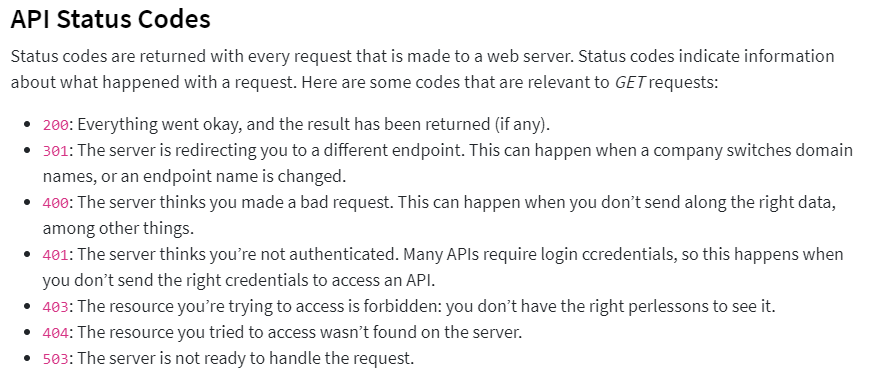 API Status Codes
Status codes are returned with every request that is made to a web server. Status codes indicate information
about what happened with a request. Here are some codes that are relevant to GET requests:
• 200: Everything went okay, and the result has been returned (if any).
• 301: The server is redirecting you to a different endpoint. This can happen when a company switches domain
names, or an endpoint name is changed.
• 400: The server thinks you made a bad request. This can happen when you don’t send along the right data,
among other things.
• 401: The server thinks you’re not authenticated. Many APIs require login ccredentials, so this happens when
you don’t send the right credentials to access an API.
• 403: The resource you’re trying to access is forbidden: you don’t have the right perlessons to see it.
• 404: The resource you tried to access wasn’t found on the server.
• 503: The server is not ready to handle the request.